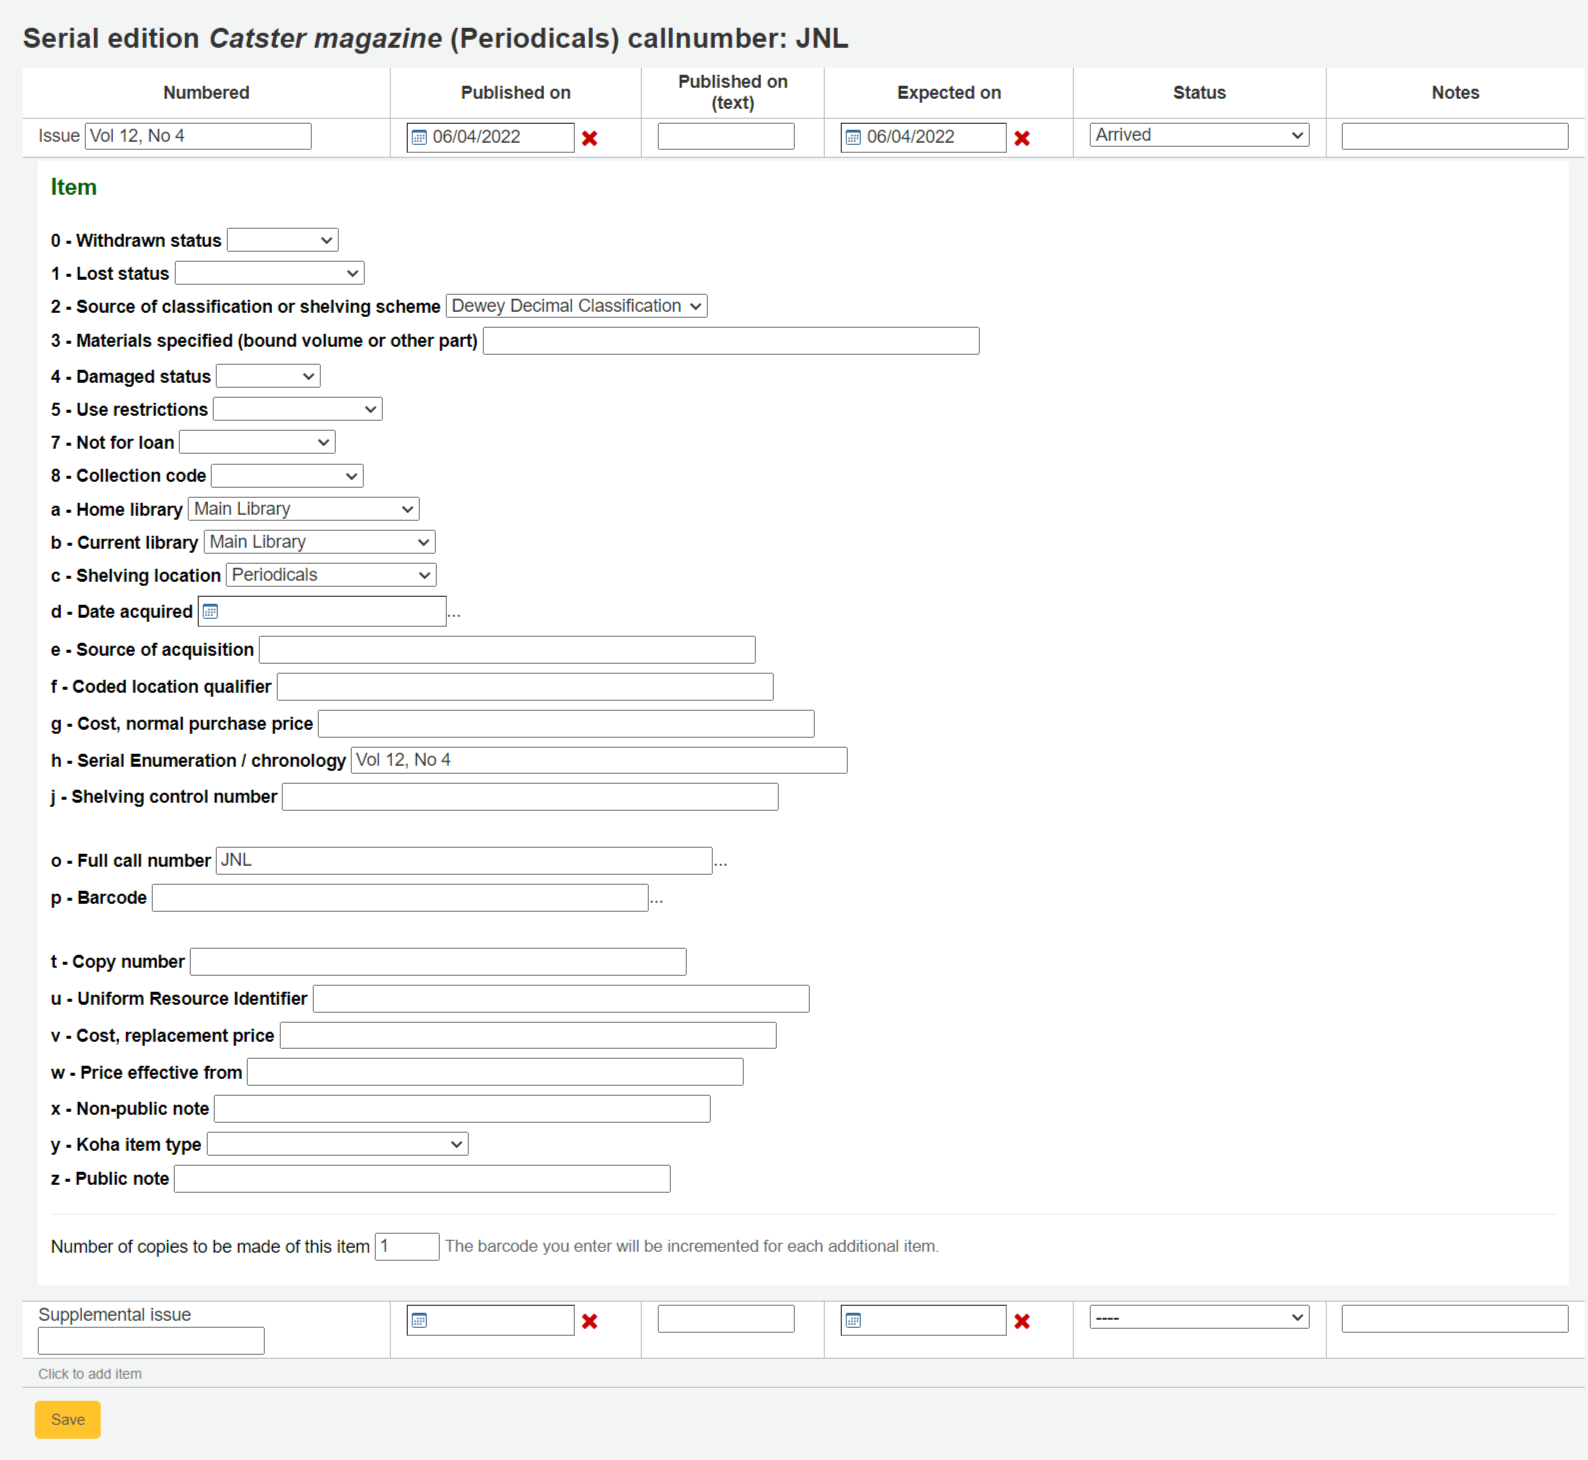 Serial edition Catster magazine (Periodicals) callnumber: JNL
Numbered Published on Published on (text) Expected on Status Notes
Issue Vol 12, No 4 06/04/2022 06/04/2022 Arrived
Item
0 - Withdrawn status
1 - Lost status
2 - Source of classification or shelving scheme Dewey Decimal Classification
3 - Materials specified (bound volume or other part)
4 - Damaged status
5 - Use restrictions
7 - Not for loan
8 - Collection code
a - Home library Main Library
b - Current library Main Library
c - Shelving location Periodicals
d - Date acquired ...
e - Source of acquisition
f - Coded location qualifier
g - Cost, normal purchase price
h - Serial Enumeration / chronology Vol 12, No 4
j - Shelving control number
o - Full call number JNL ...
p - Barcode ...
t - Copy number
u - Uniform Resource Identifier
v - Cost, replacement price
w - Price effective from
x - Non-public note
y - Koha item type
z - Public note
Number of copies to be made of this item 1 The barcode you enter will be incremented for each additional item.
Supplemental issue ----
Click to add item
Save